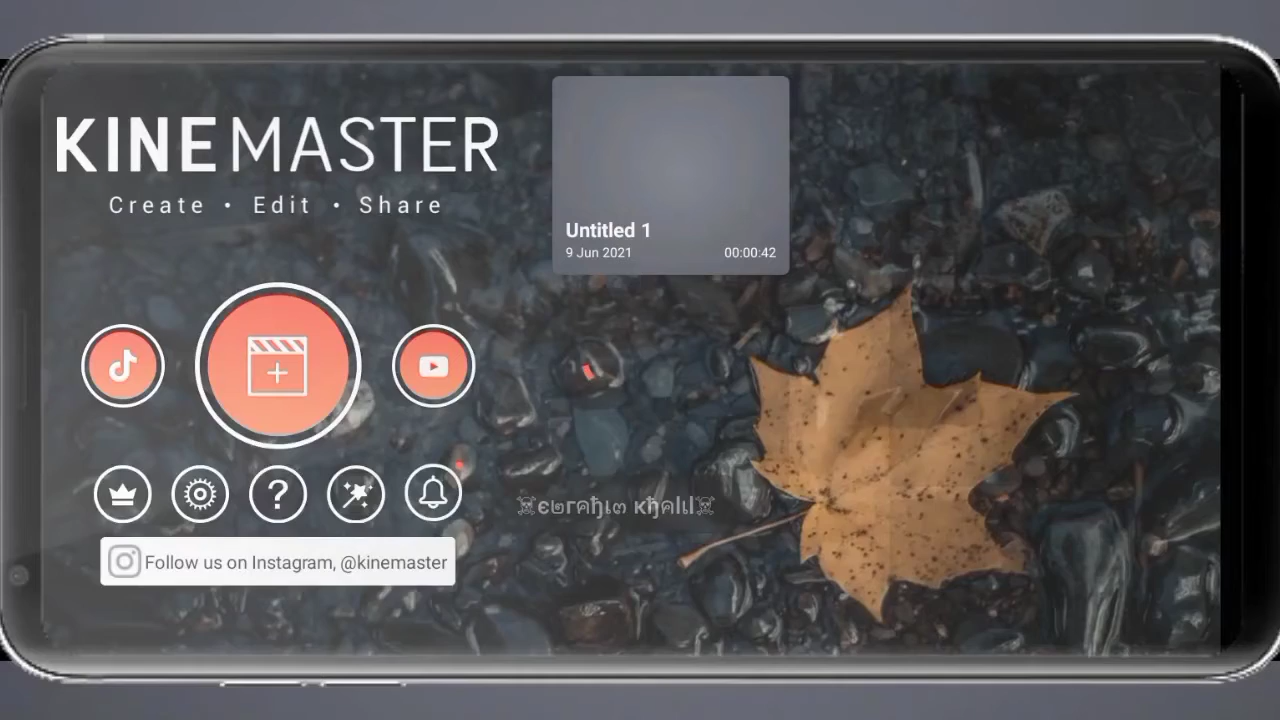 KINEMASTER
Create • Edit • Share
Untitled 1
9 Jun 2021 00:00:42
Follow us on Instagram, @kinemaster